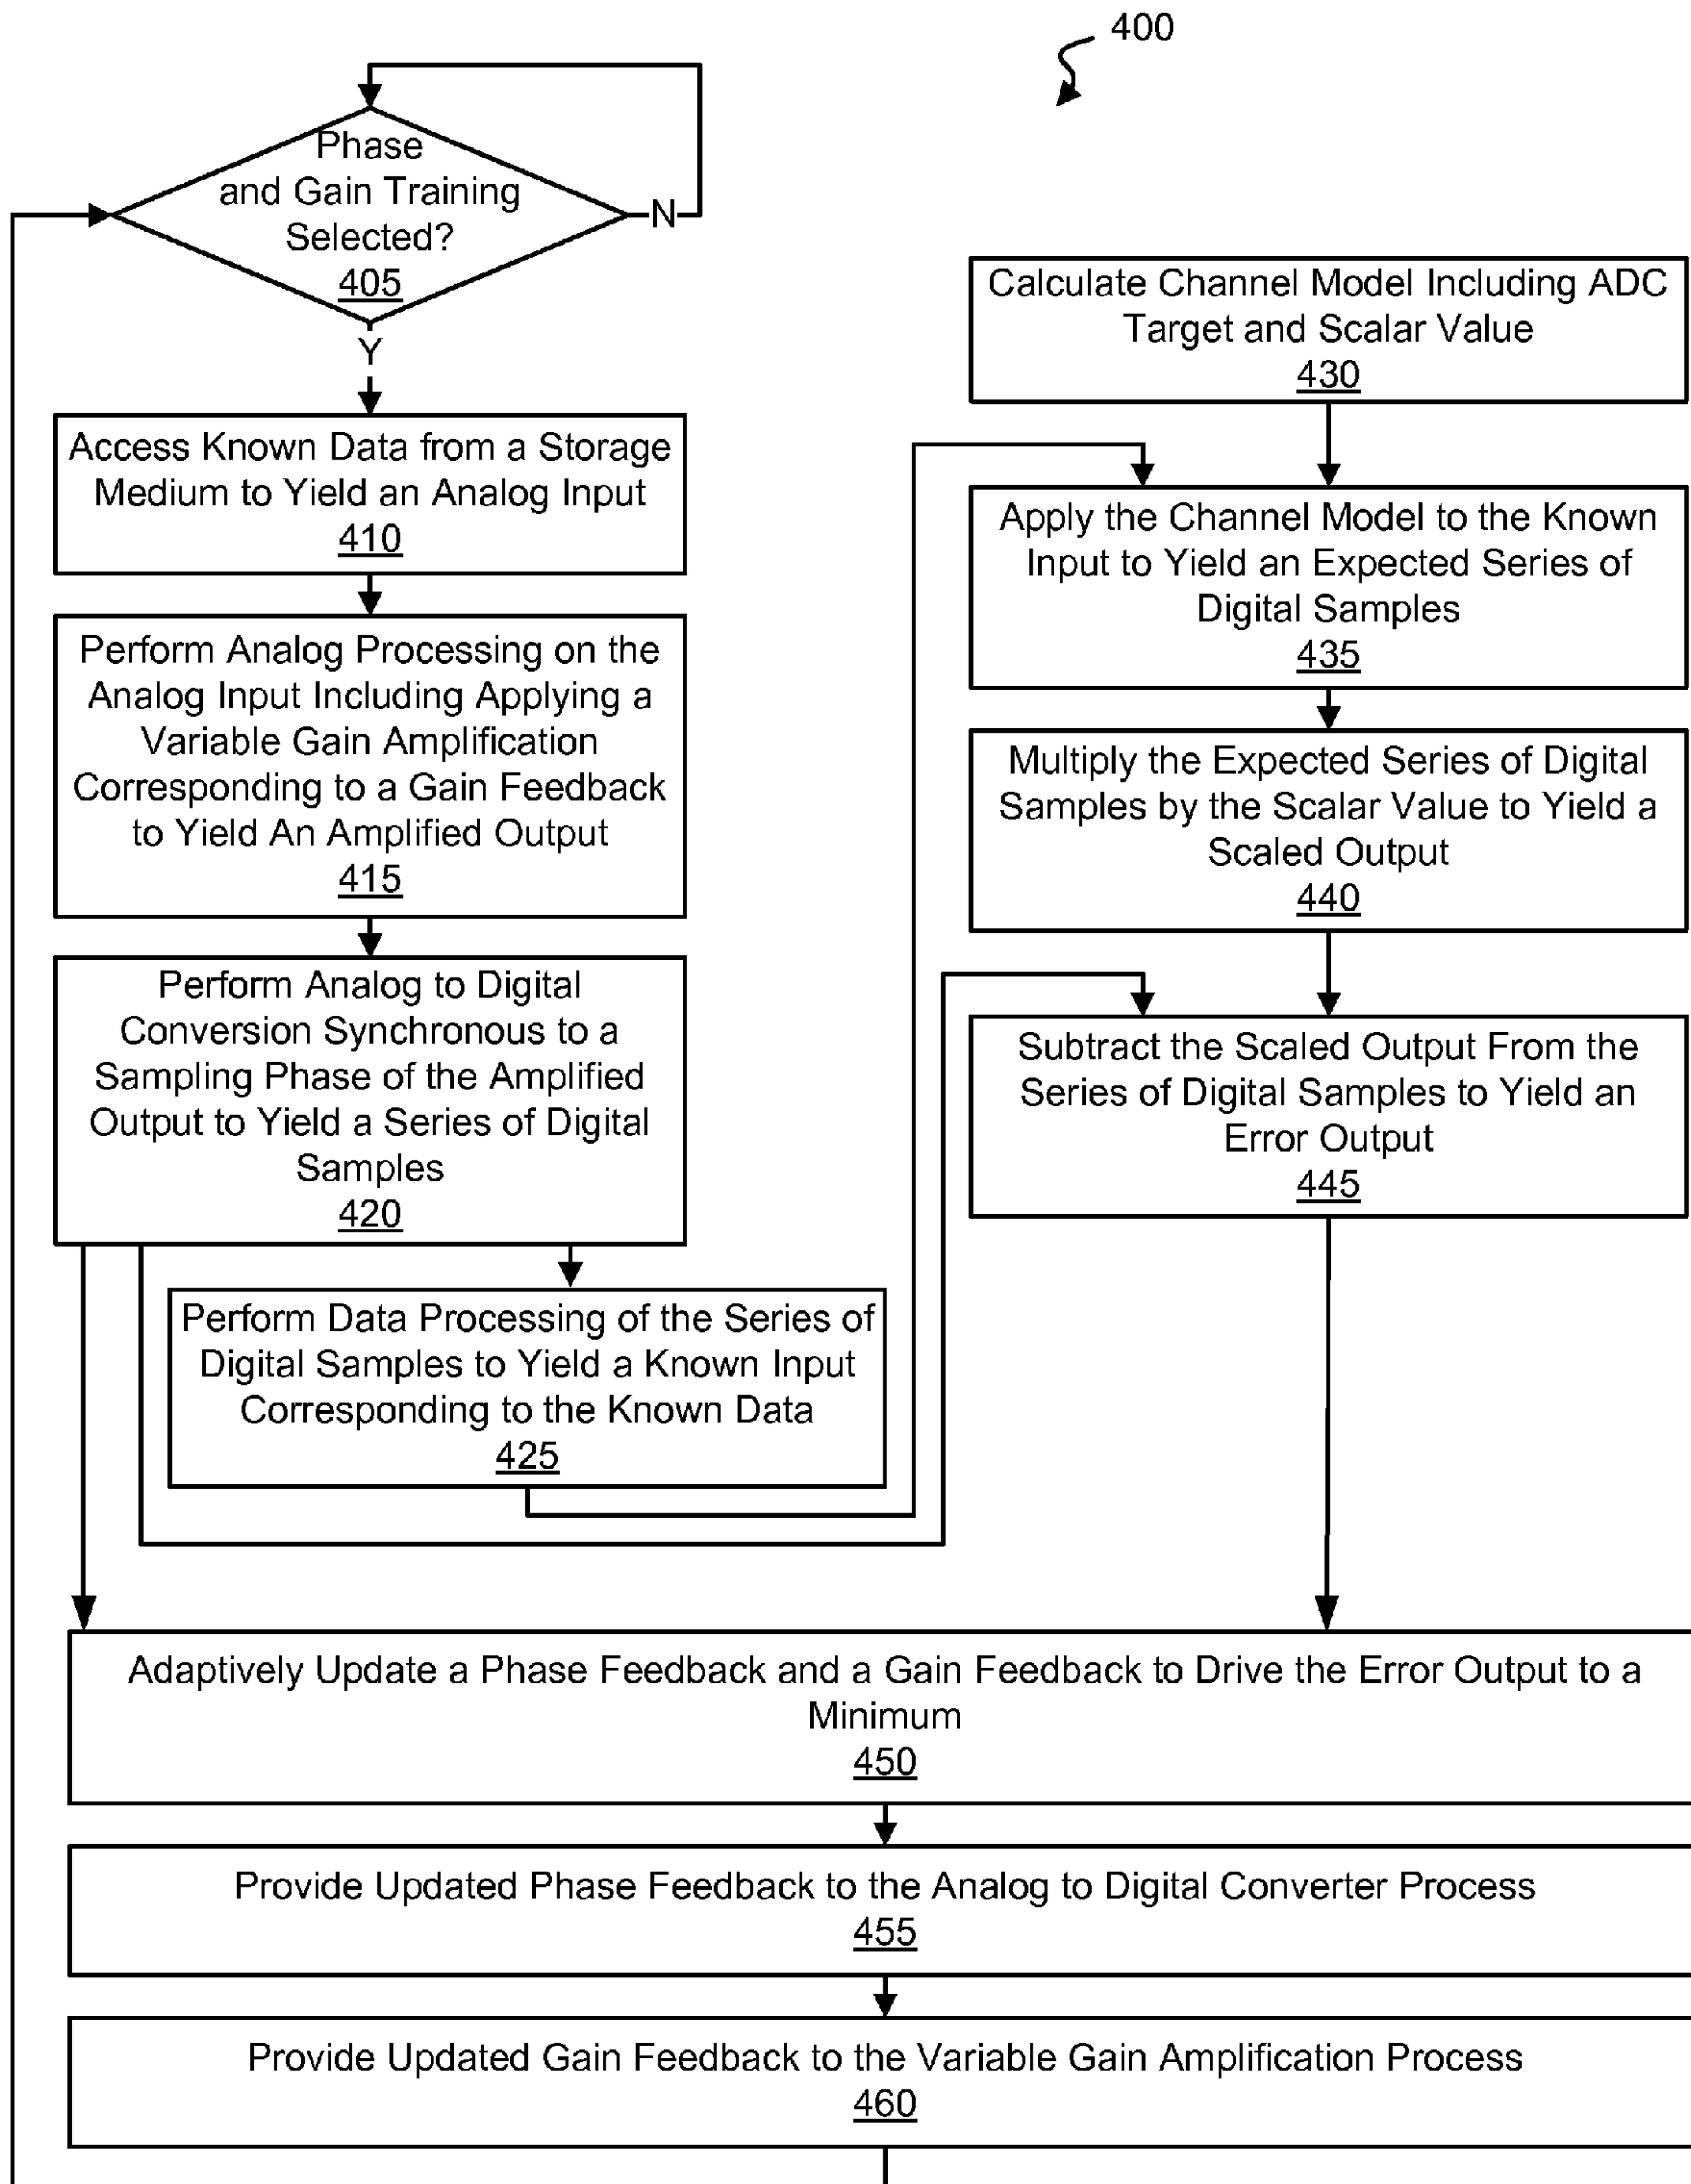 400
Phase
and Gain Training
Selected?
405
N
Y
Access Known Data from a Storage
Medium to Yield an Analog Input
410
Perform Analog Processing on the
Analog Input Including Applying a
Variable Gain Amplification
Corresponding to a Gain Feedback
to Yield An Amplified Output
415
Perform Analog to Digital
Conversion Synchronous to a
Sampling Phase of the Amplified
Output to Yield a Series of Digital
Samples
420
Perform Data Processing of the Series of
Digital Samples to Yield a Known Input
Corresponding to the Known Data
425
Calculate Channel Model Including ADC
Target and Scalar Value
430
Apply the Channel Model to the Known
Input to Yield an Expected Series of
Digital Samples
435
Multiply the Expected Series of Digital
Samples by the Scalar Value to Yield a
Scaled Output
440
Subtract the Scaled Output From the
Series of Digital Samples to Yield an
Error Output
445
Adaptively Update a Phase Feedback and a Gain Feedback to Drive the Error Output to a
Minimum
450
Provide Updated Phase Feedback to the Analog to Digital Converter Process
455
Provide Updated Gain Feedback to the Variable Gain Amplification Process
460